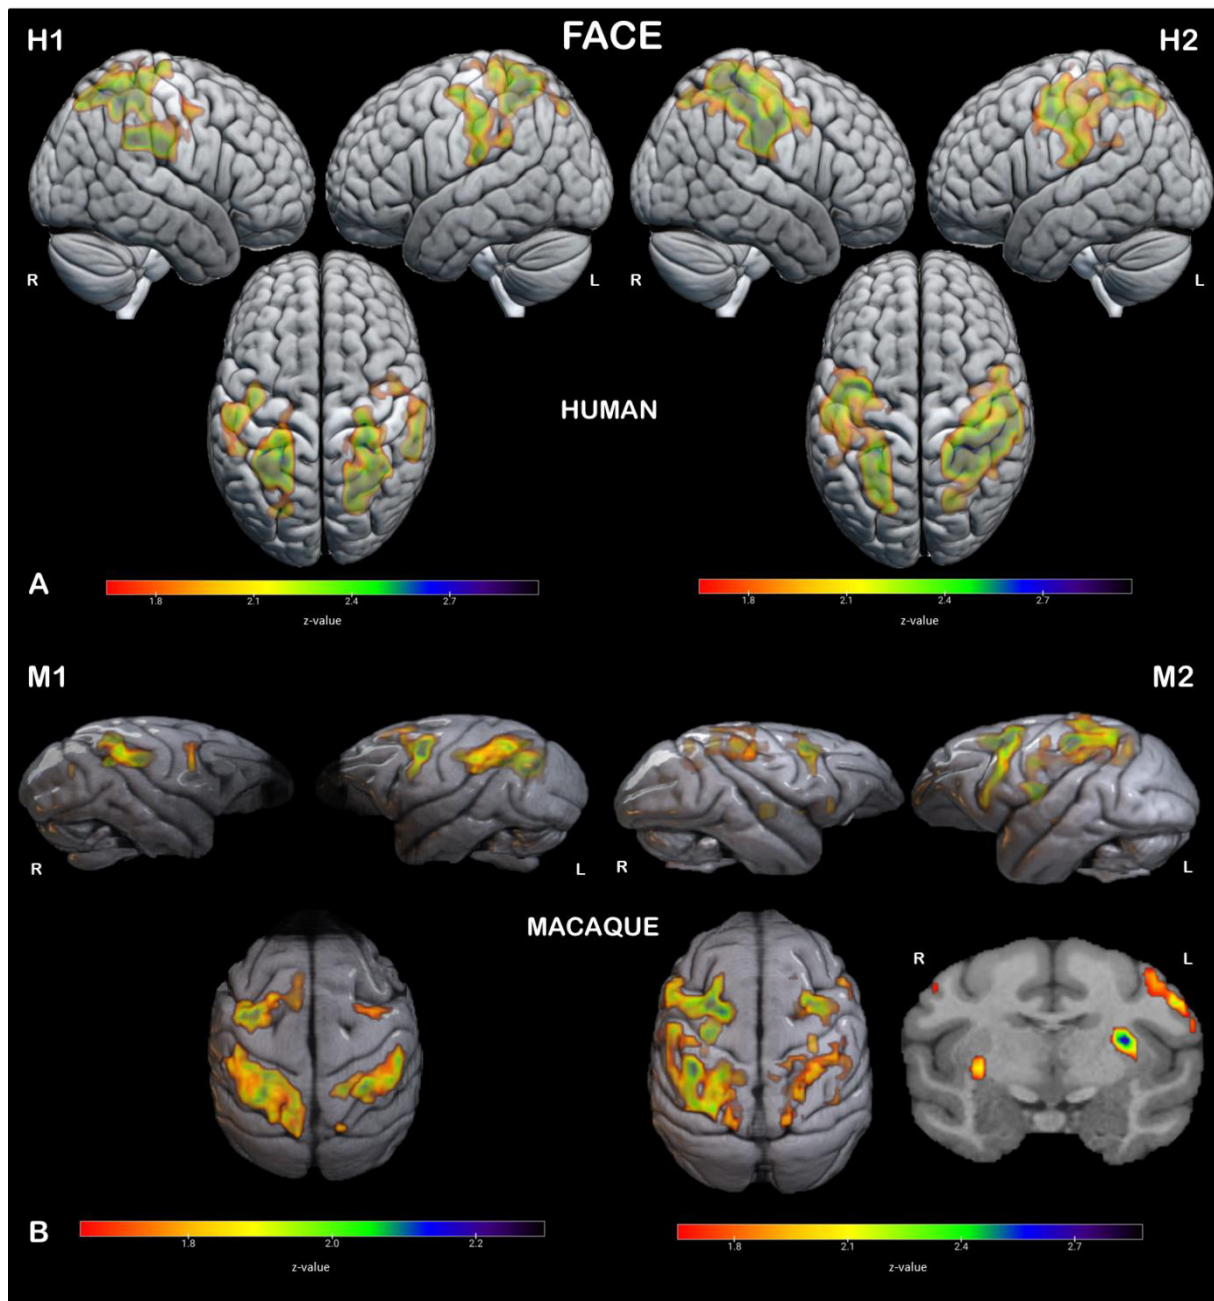 H1 FACE H2
R L R L
HUMAN
A
1.8 2.1 2.4 2.7 1.8 2.1 2.4 2.7
z-value z-value
M1 M2
R L R L
MACAQUE
R L
B
1.8 2.0 2.2 1.8 2.1 2.4 2.7
z-value z-value